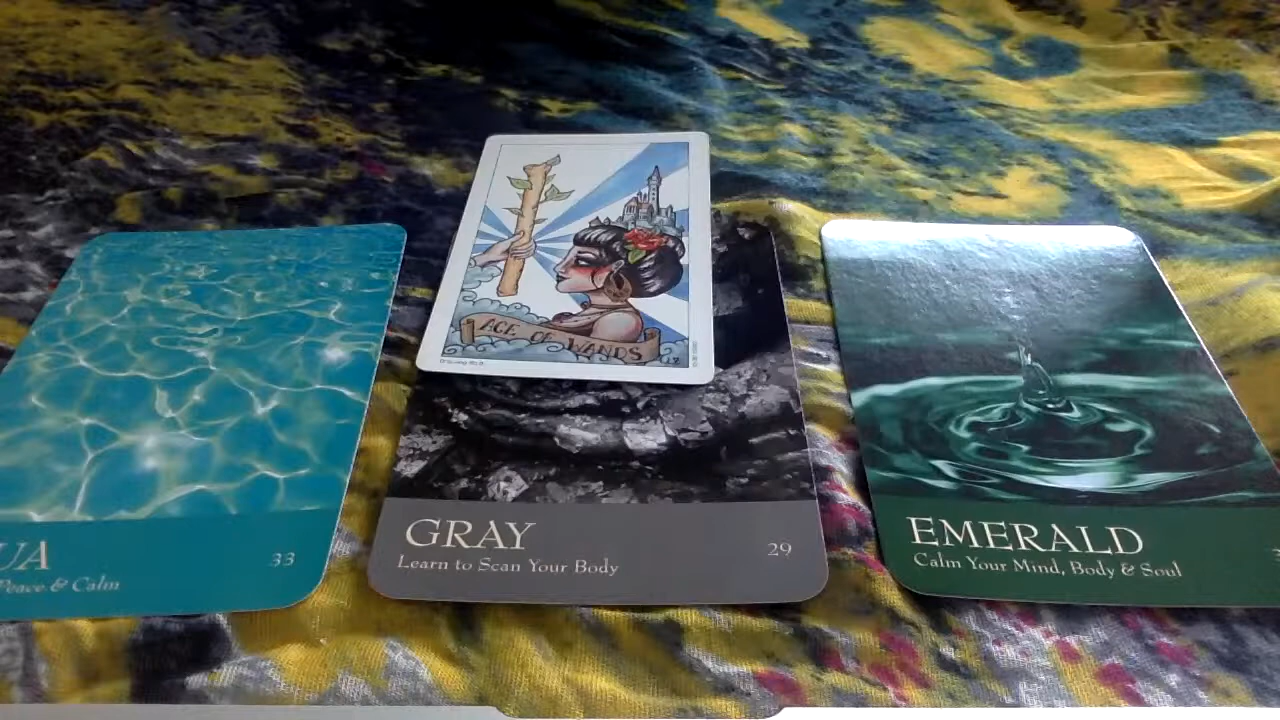 ACE OF WANDS
UA
Peace & Calm
33
GRAY
Learn to Scan Your Body
29
EMERALD
Calm Your Mind, Body & Soul